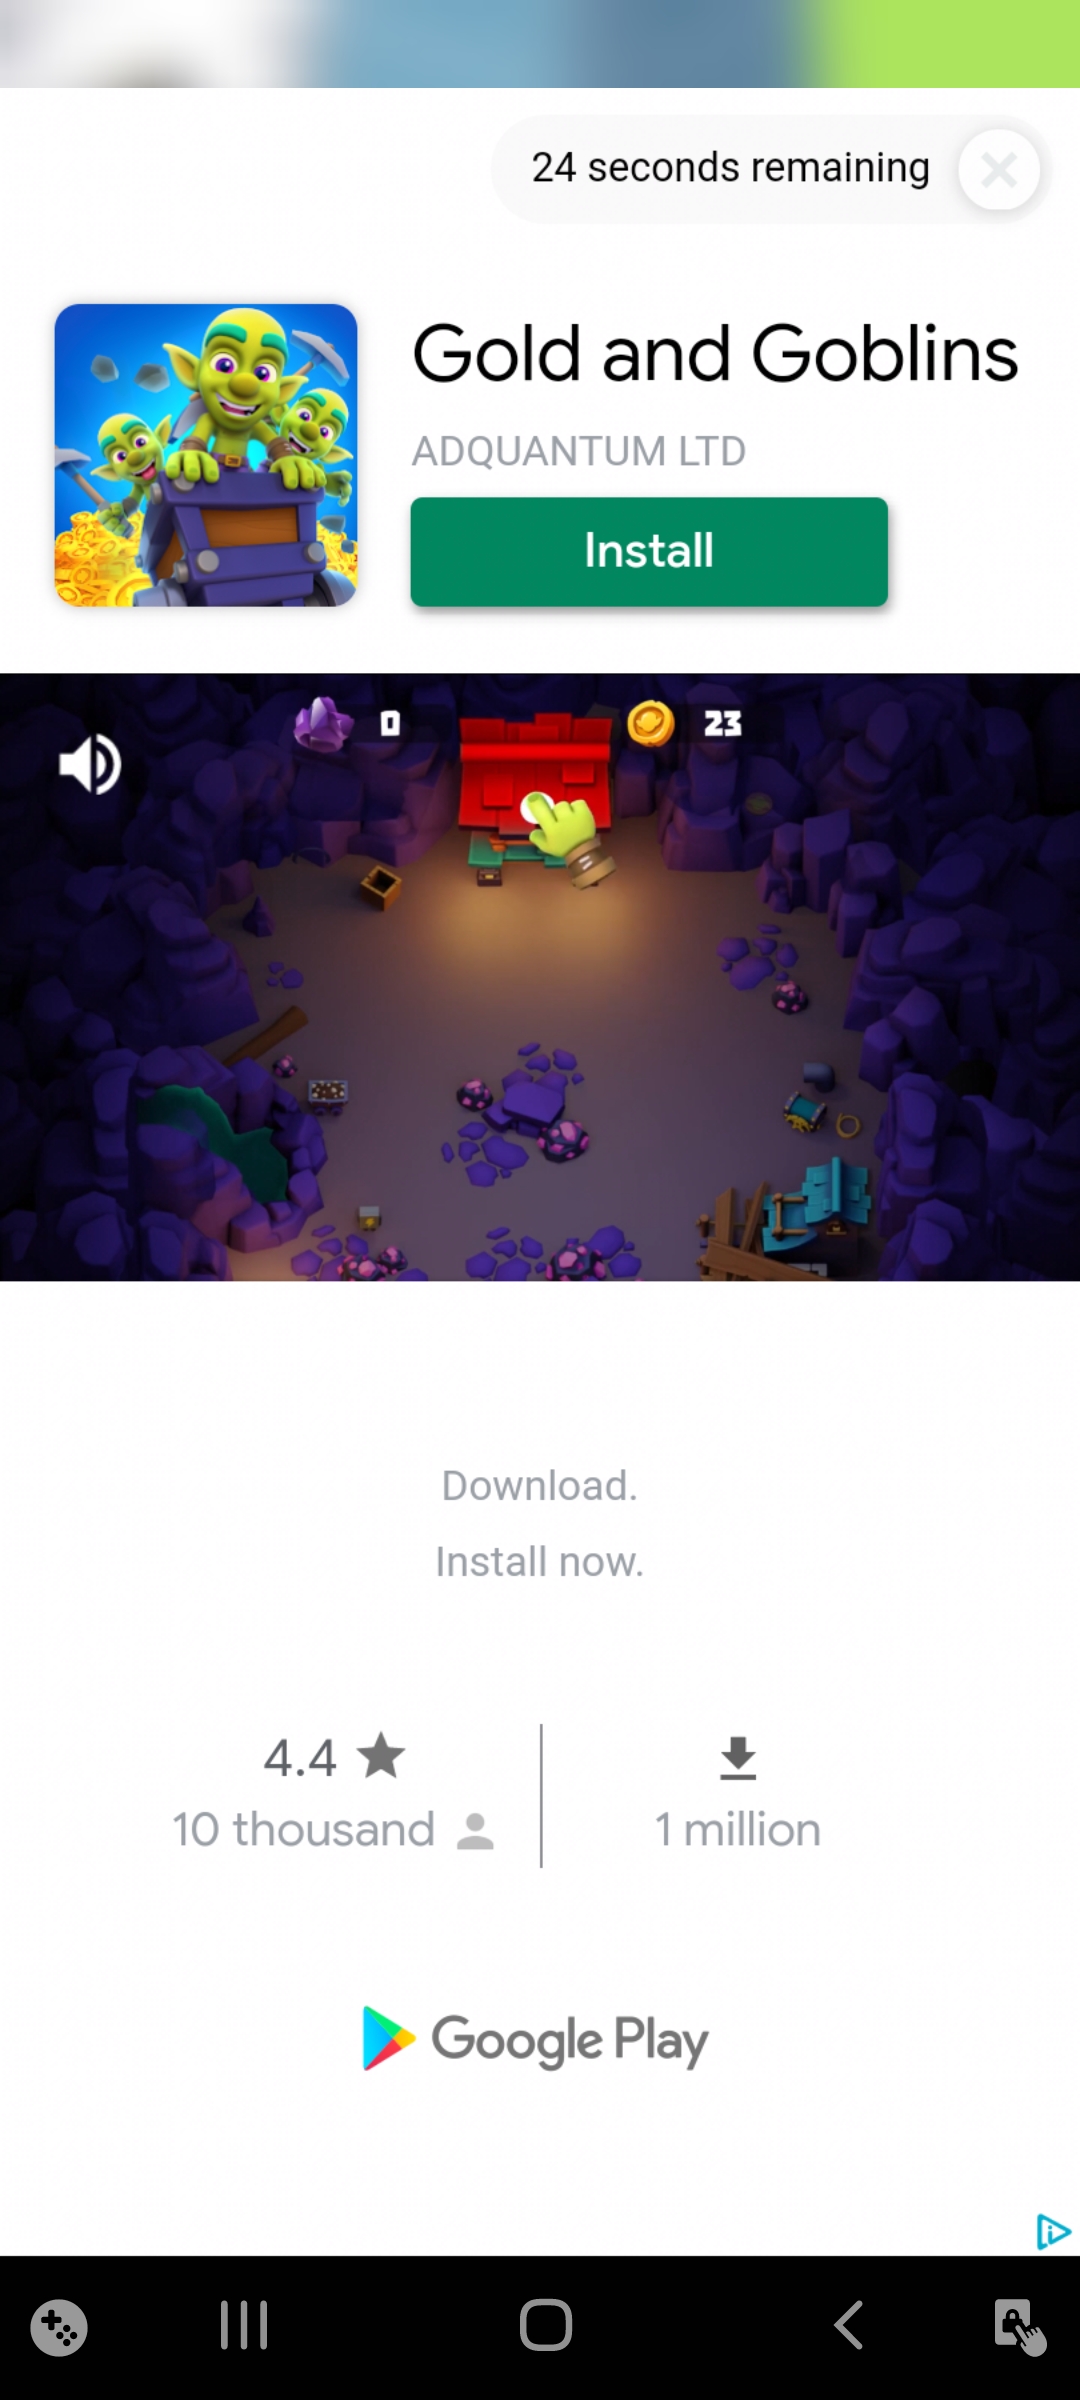 24 seconds remaining
Gold and Goblins
ADQUANTUM LTD
Install
0
23
Download.
Install now.
4.4
10 thousand
1 million
Google Play